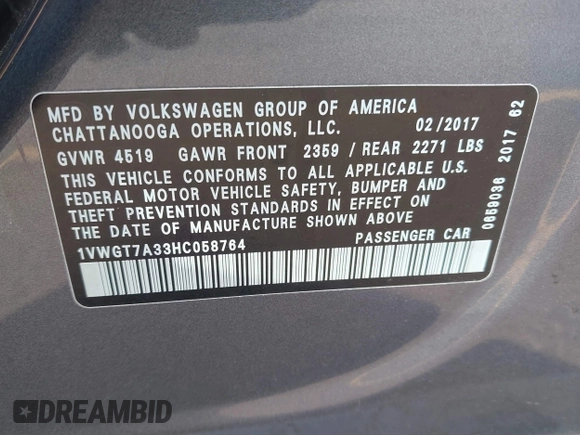 MFD BY VOLKSWAGEN GROUP OF AMERICA
CHATTANOOGA OPERATIONS, LLC. 02/2017
GVWR 4519 GAWR FRONT 2359 / REAR 2271 LBS
THIS VEHICLE CONFORMS TO ALL APPLICABLE U.S.
FEDERAL MOTOR VEHICLE SAFETY, BUMPER AND
THEFT PREVENTION STANDARDS IN EFFECT ON
THE DATE OF MANUFACTURE SHOWN ABOVE
1VWGT7A33HC058764 PASSENGER CAR
0659036 2017 62
DREAMBID